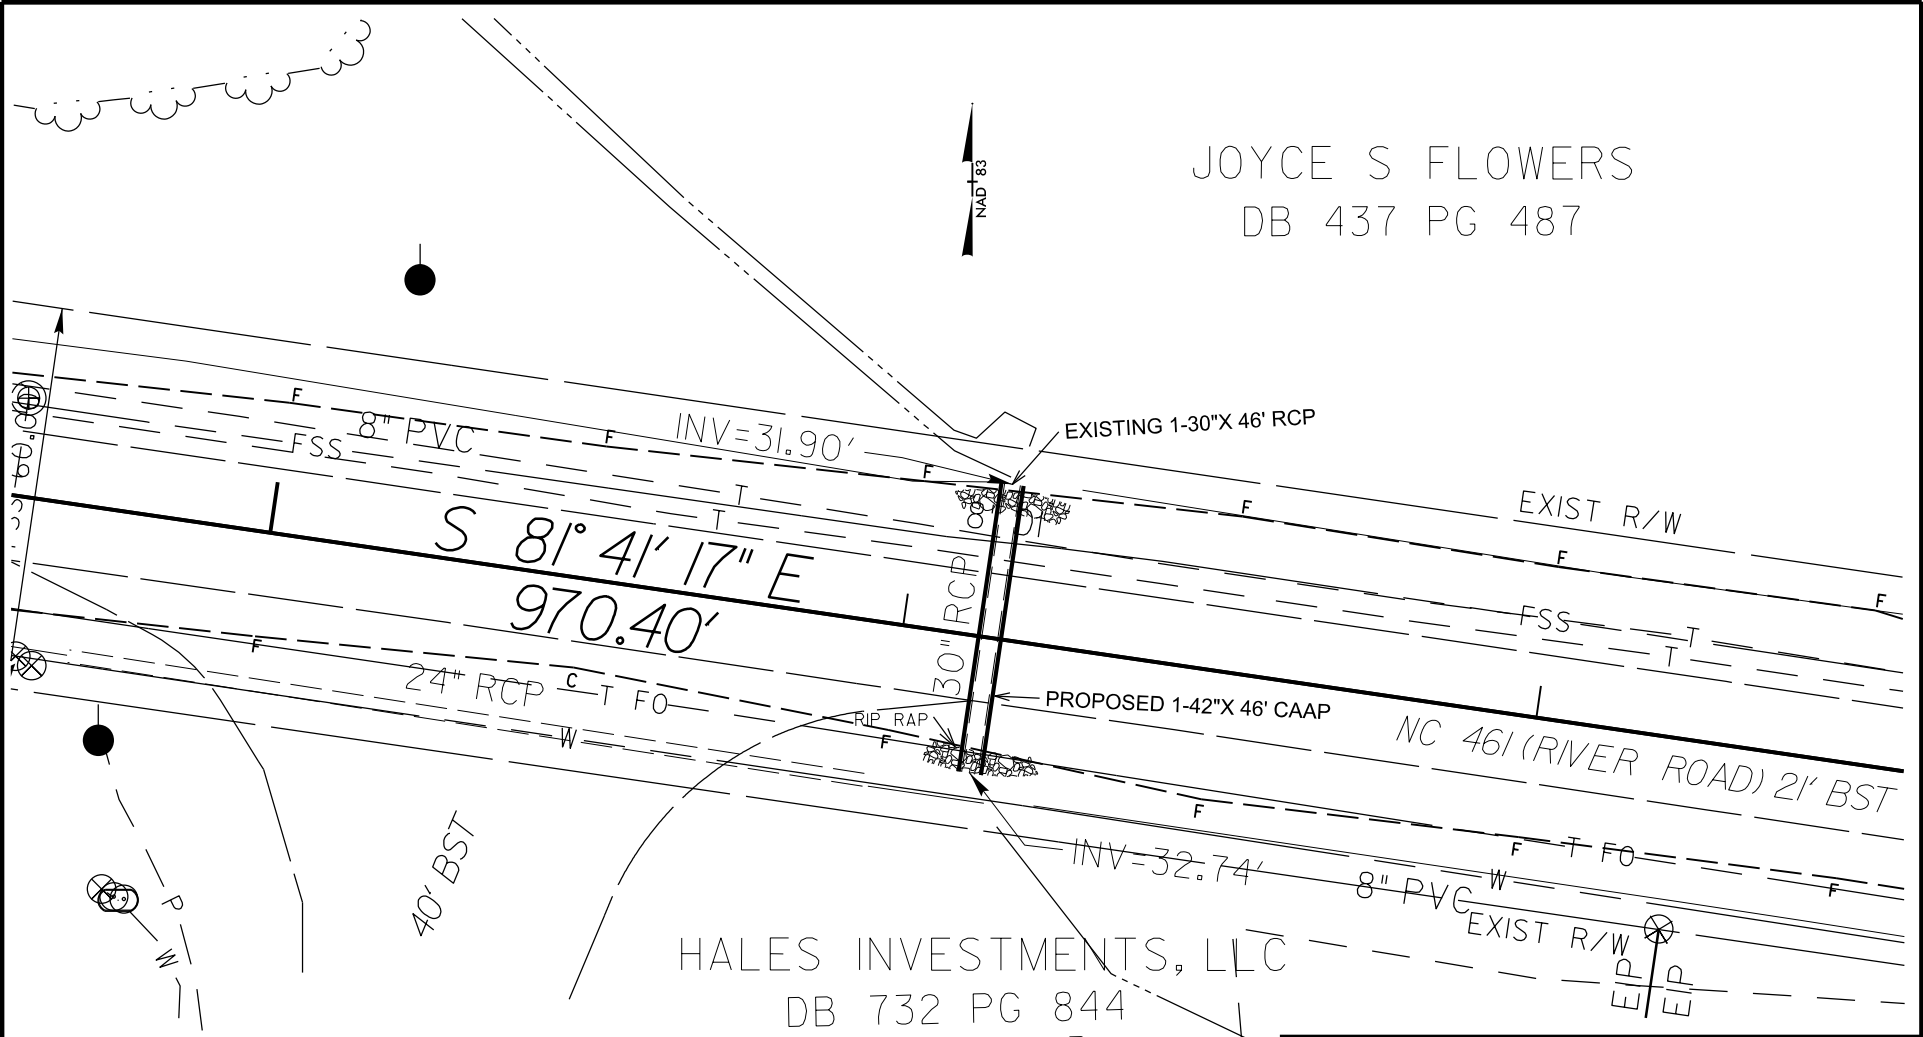 JOYCE S FLOWERS
DB 437 PG 487
NAD 83
EXISTING 1-30"X 46' RCP
INV=31.90'
F
8" PVC
F
F
FSS
T
T
F
EXIST R/W
F
F
S 81° 41' 17" E
970.40'
30" RCP
FSS
T
T
F
24" RCP
C
T FO
PROPOSED 1-42"X 46' CAAP
RIP RAP
W
F
NC 461 (RIVER ROAD) 21' BST
F
F
T FO
INV=32.74'
8" PVC
W
F
EXIST R/W
40' BST
P
W
HALES INVESTMENTS, LLC
DB 732 PG 844
EIP
EIP